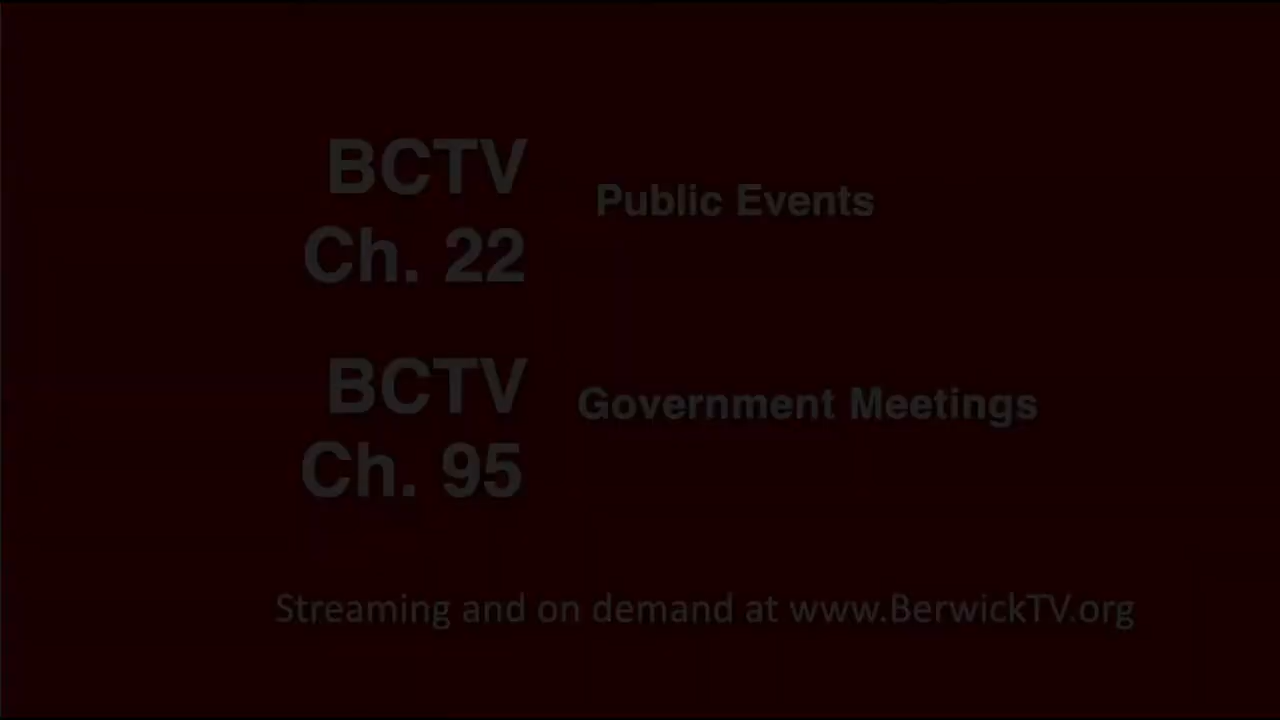 BCTV
Ch. 22
Public Events
BCTV
Ch. 95
Government Meetings
Streaming and on demand at www.BerwickTV.org